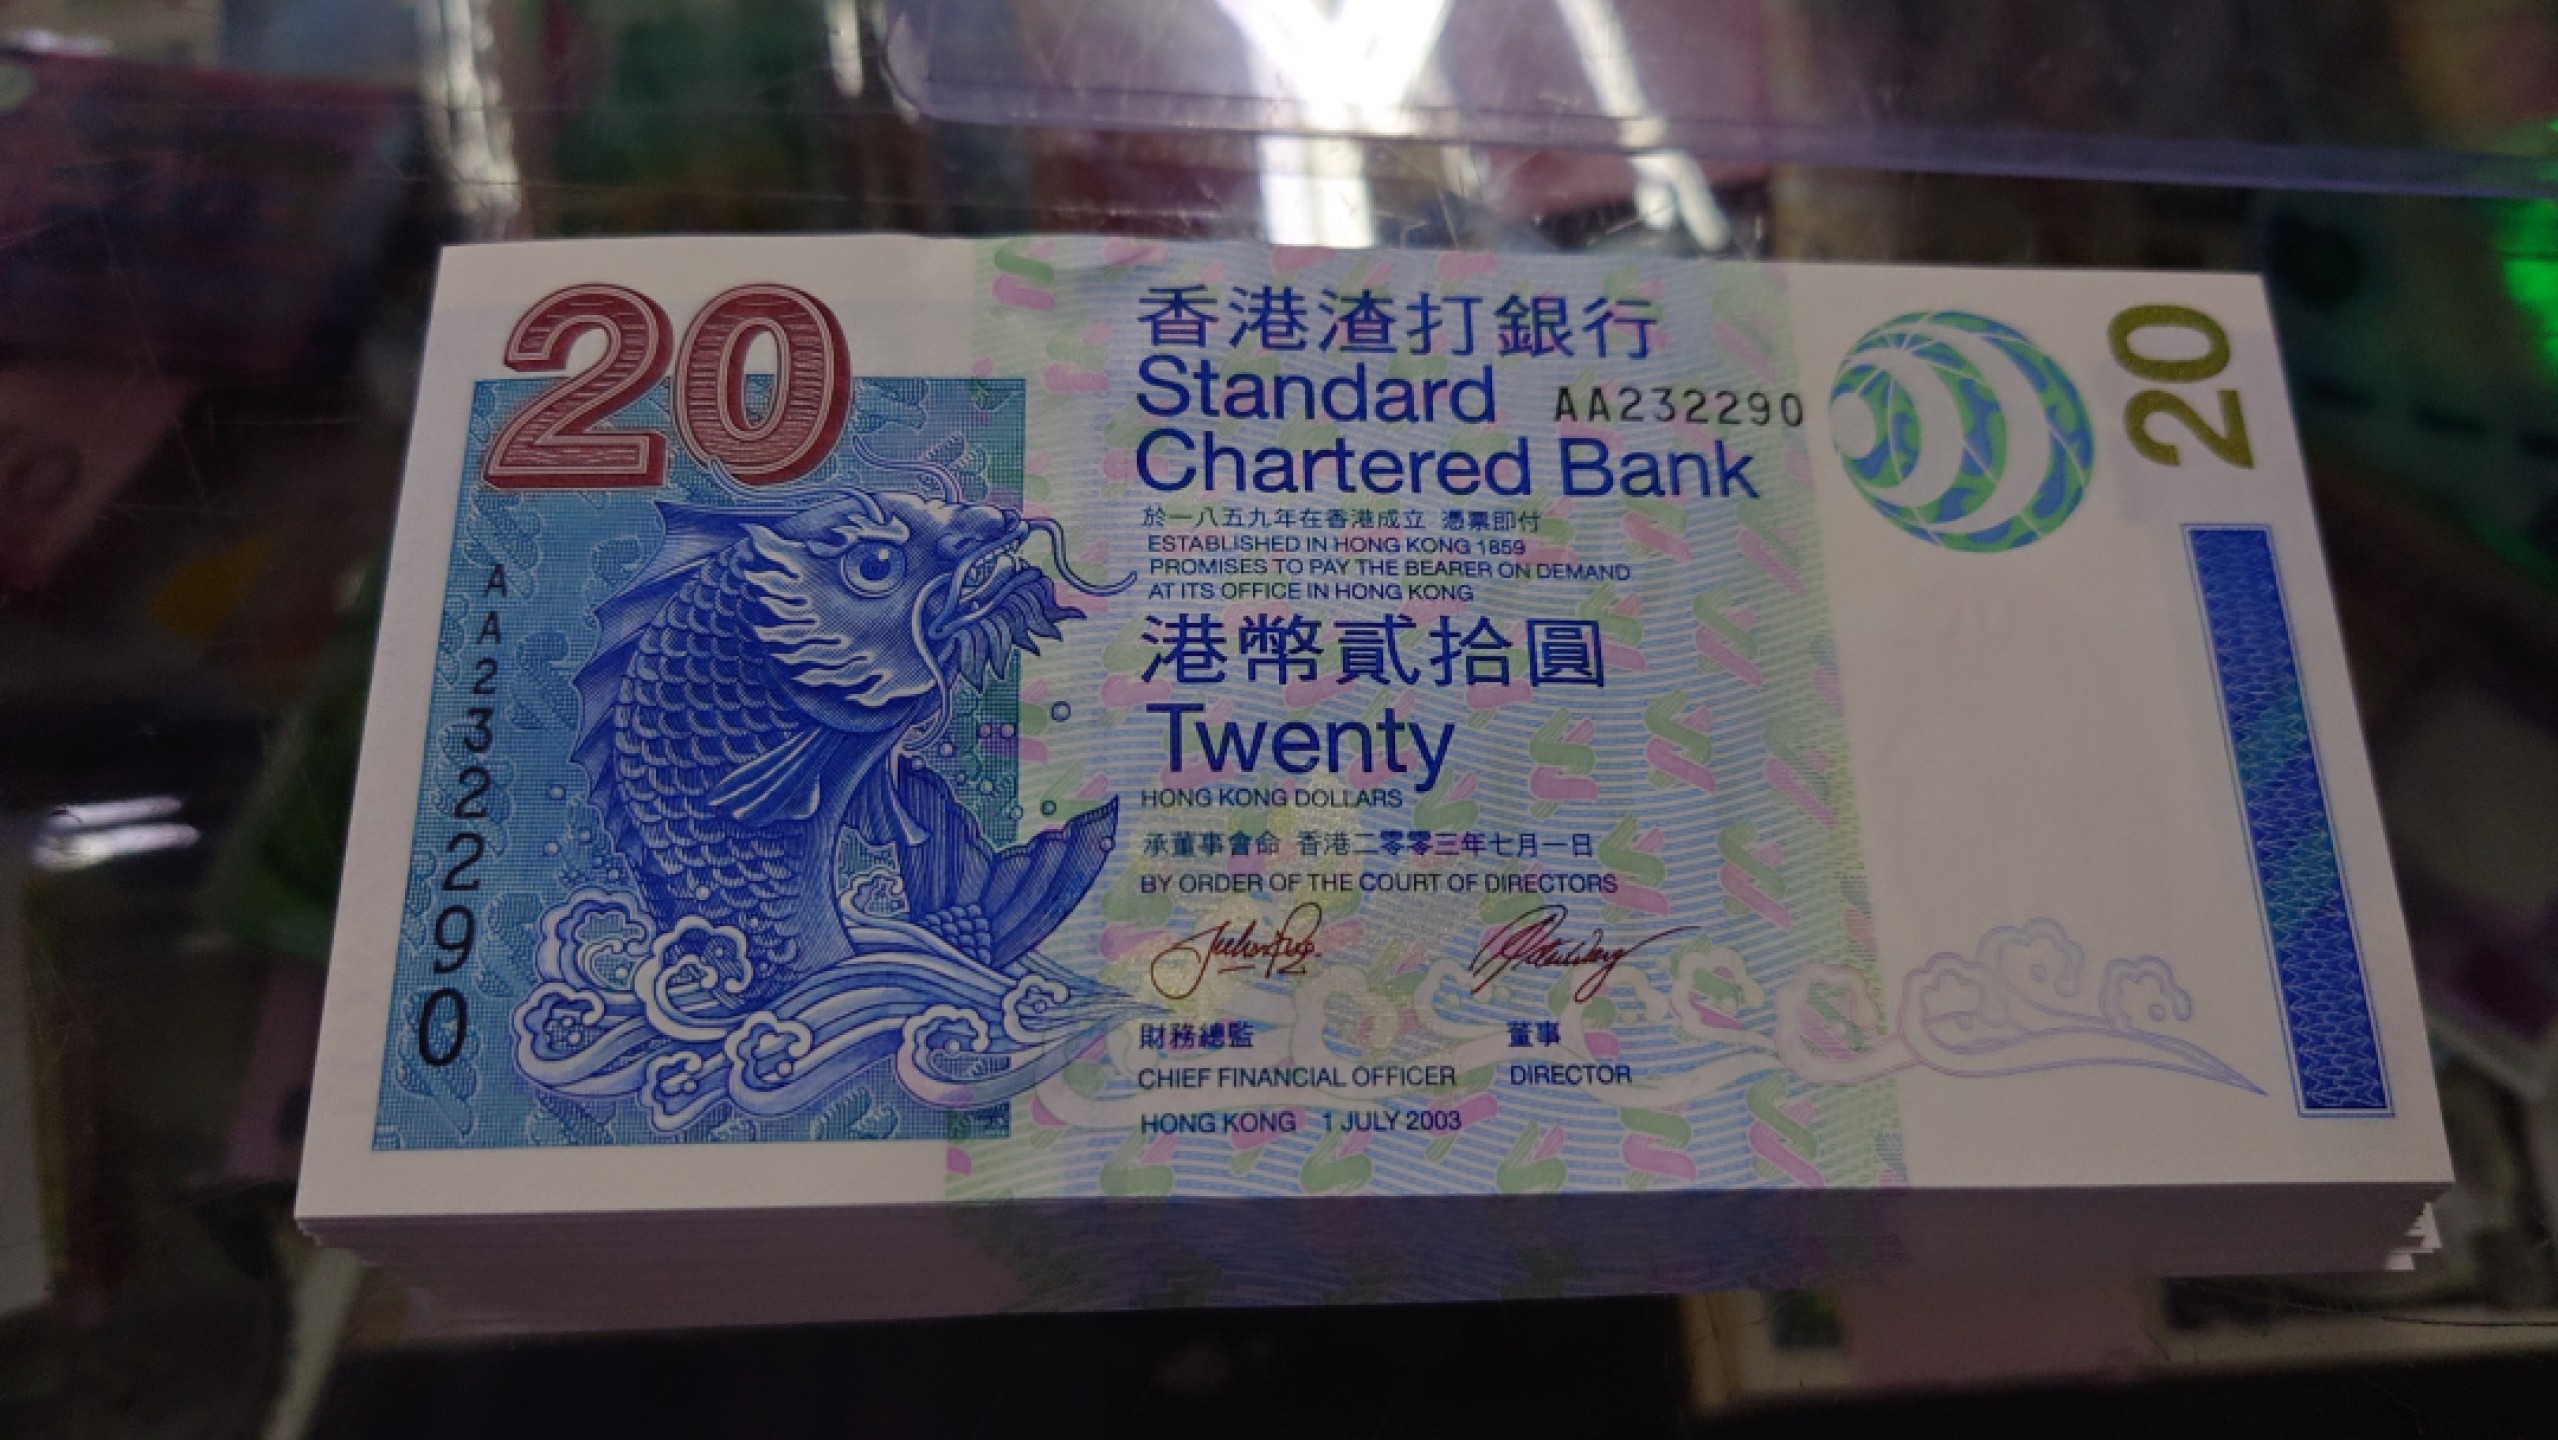 20
香港渣打銀行
Standard
Chartered Bank
AA232290
20
於一八五九年在香港成立 憑票即付
ESTABLISHED IN HONG KONG 1859
PROMISES TO PAY THE BEARER ON DEMAND
AT ITS OFFICE IN HONG KONG
港幣貳拾圓
Twenty
HONG KONG DOLLARS
承董事會命 香港二零零三年七月一日
BY ORDER OF THE COURT OF DIRECTORS
財務總監 董事
CHIEF FINANCIAL OFFICER DIRECTOR
HONG KONG 1 JULY 2003
AA232290